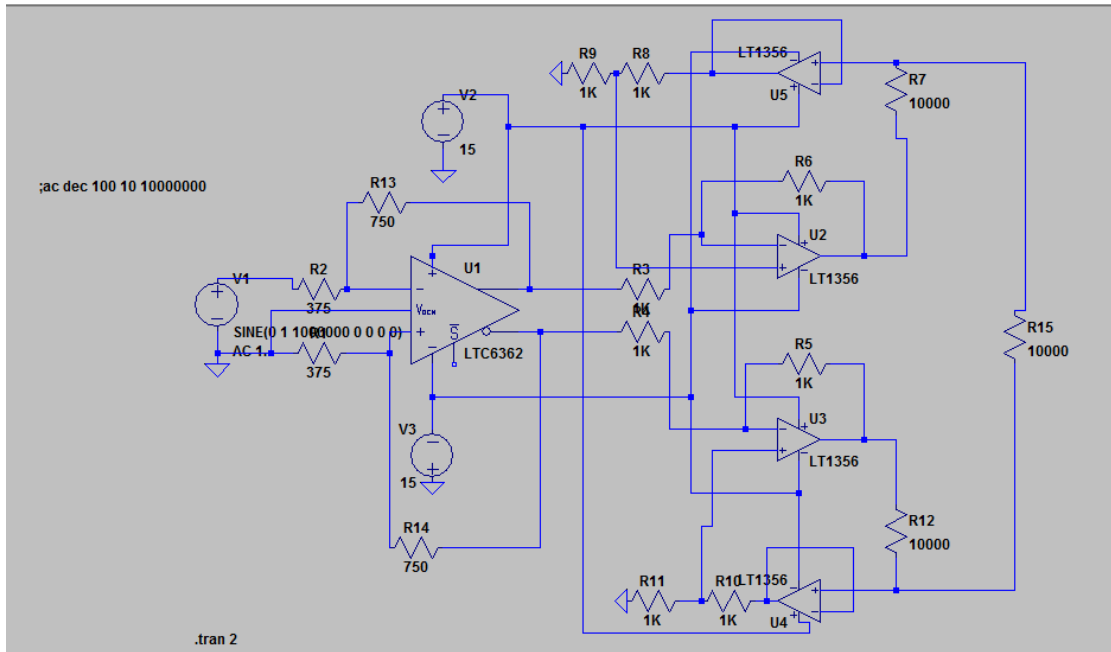 LT1356
R9
R8
1K
1K
U5
R7
10000
V2
15
;ac dec 100 10 10000000
R13
750
R6
1K
U1
U2
LT1356
V1
R2
375
R3
1K
R4
1K
VOCM
S
LTC6362
SINE(0 1 1000000 0 0 0 0)
AC 1.
R1
375
R15
10000
R5
1K
U3
LT1356
V3
15
R14
750
R12
10000
LT1356
R11
R10
1K
1K
U4
.tran 2